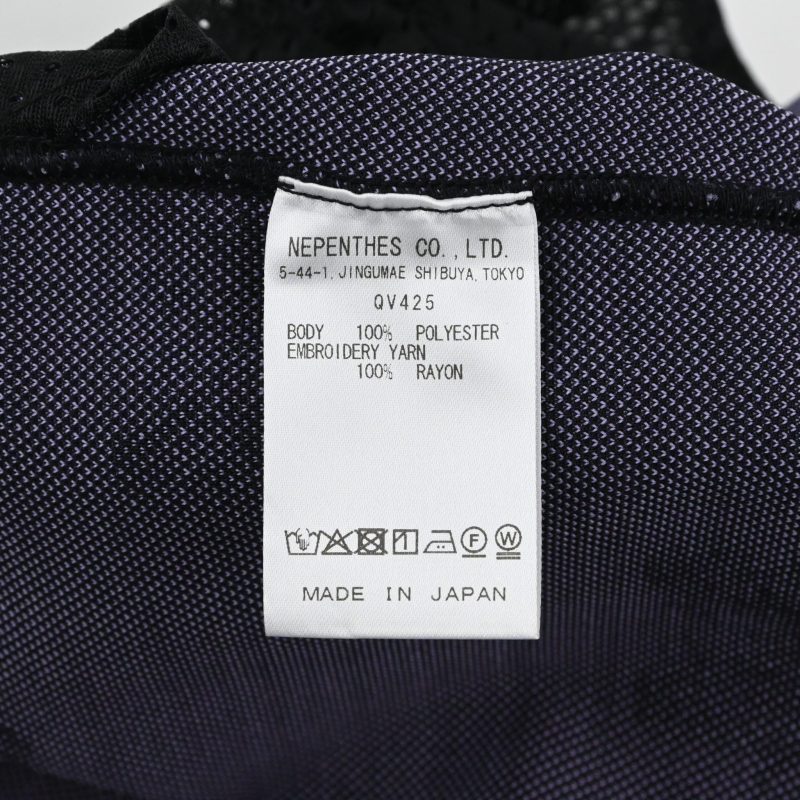 NEPENTHES CO., LTD.
5-44-1, JINGUMAE SHIBUYA, TOKYO
QV425
BODY 100% POLYESTER
EMBROIDERY YARN
100% RAYON
F W
MADE IN JAPAN